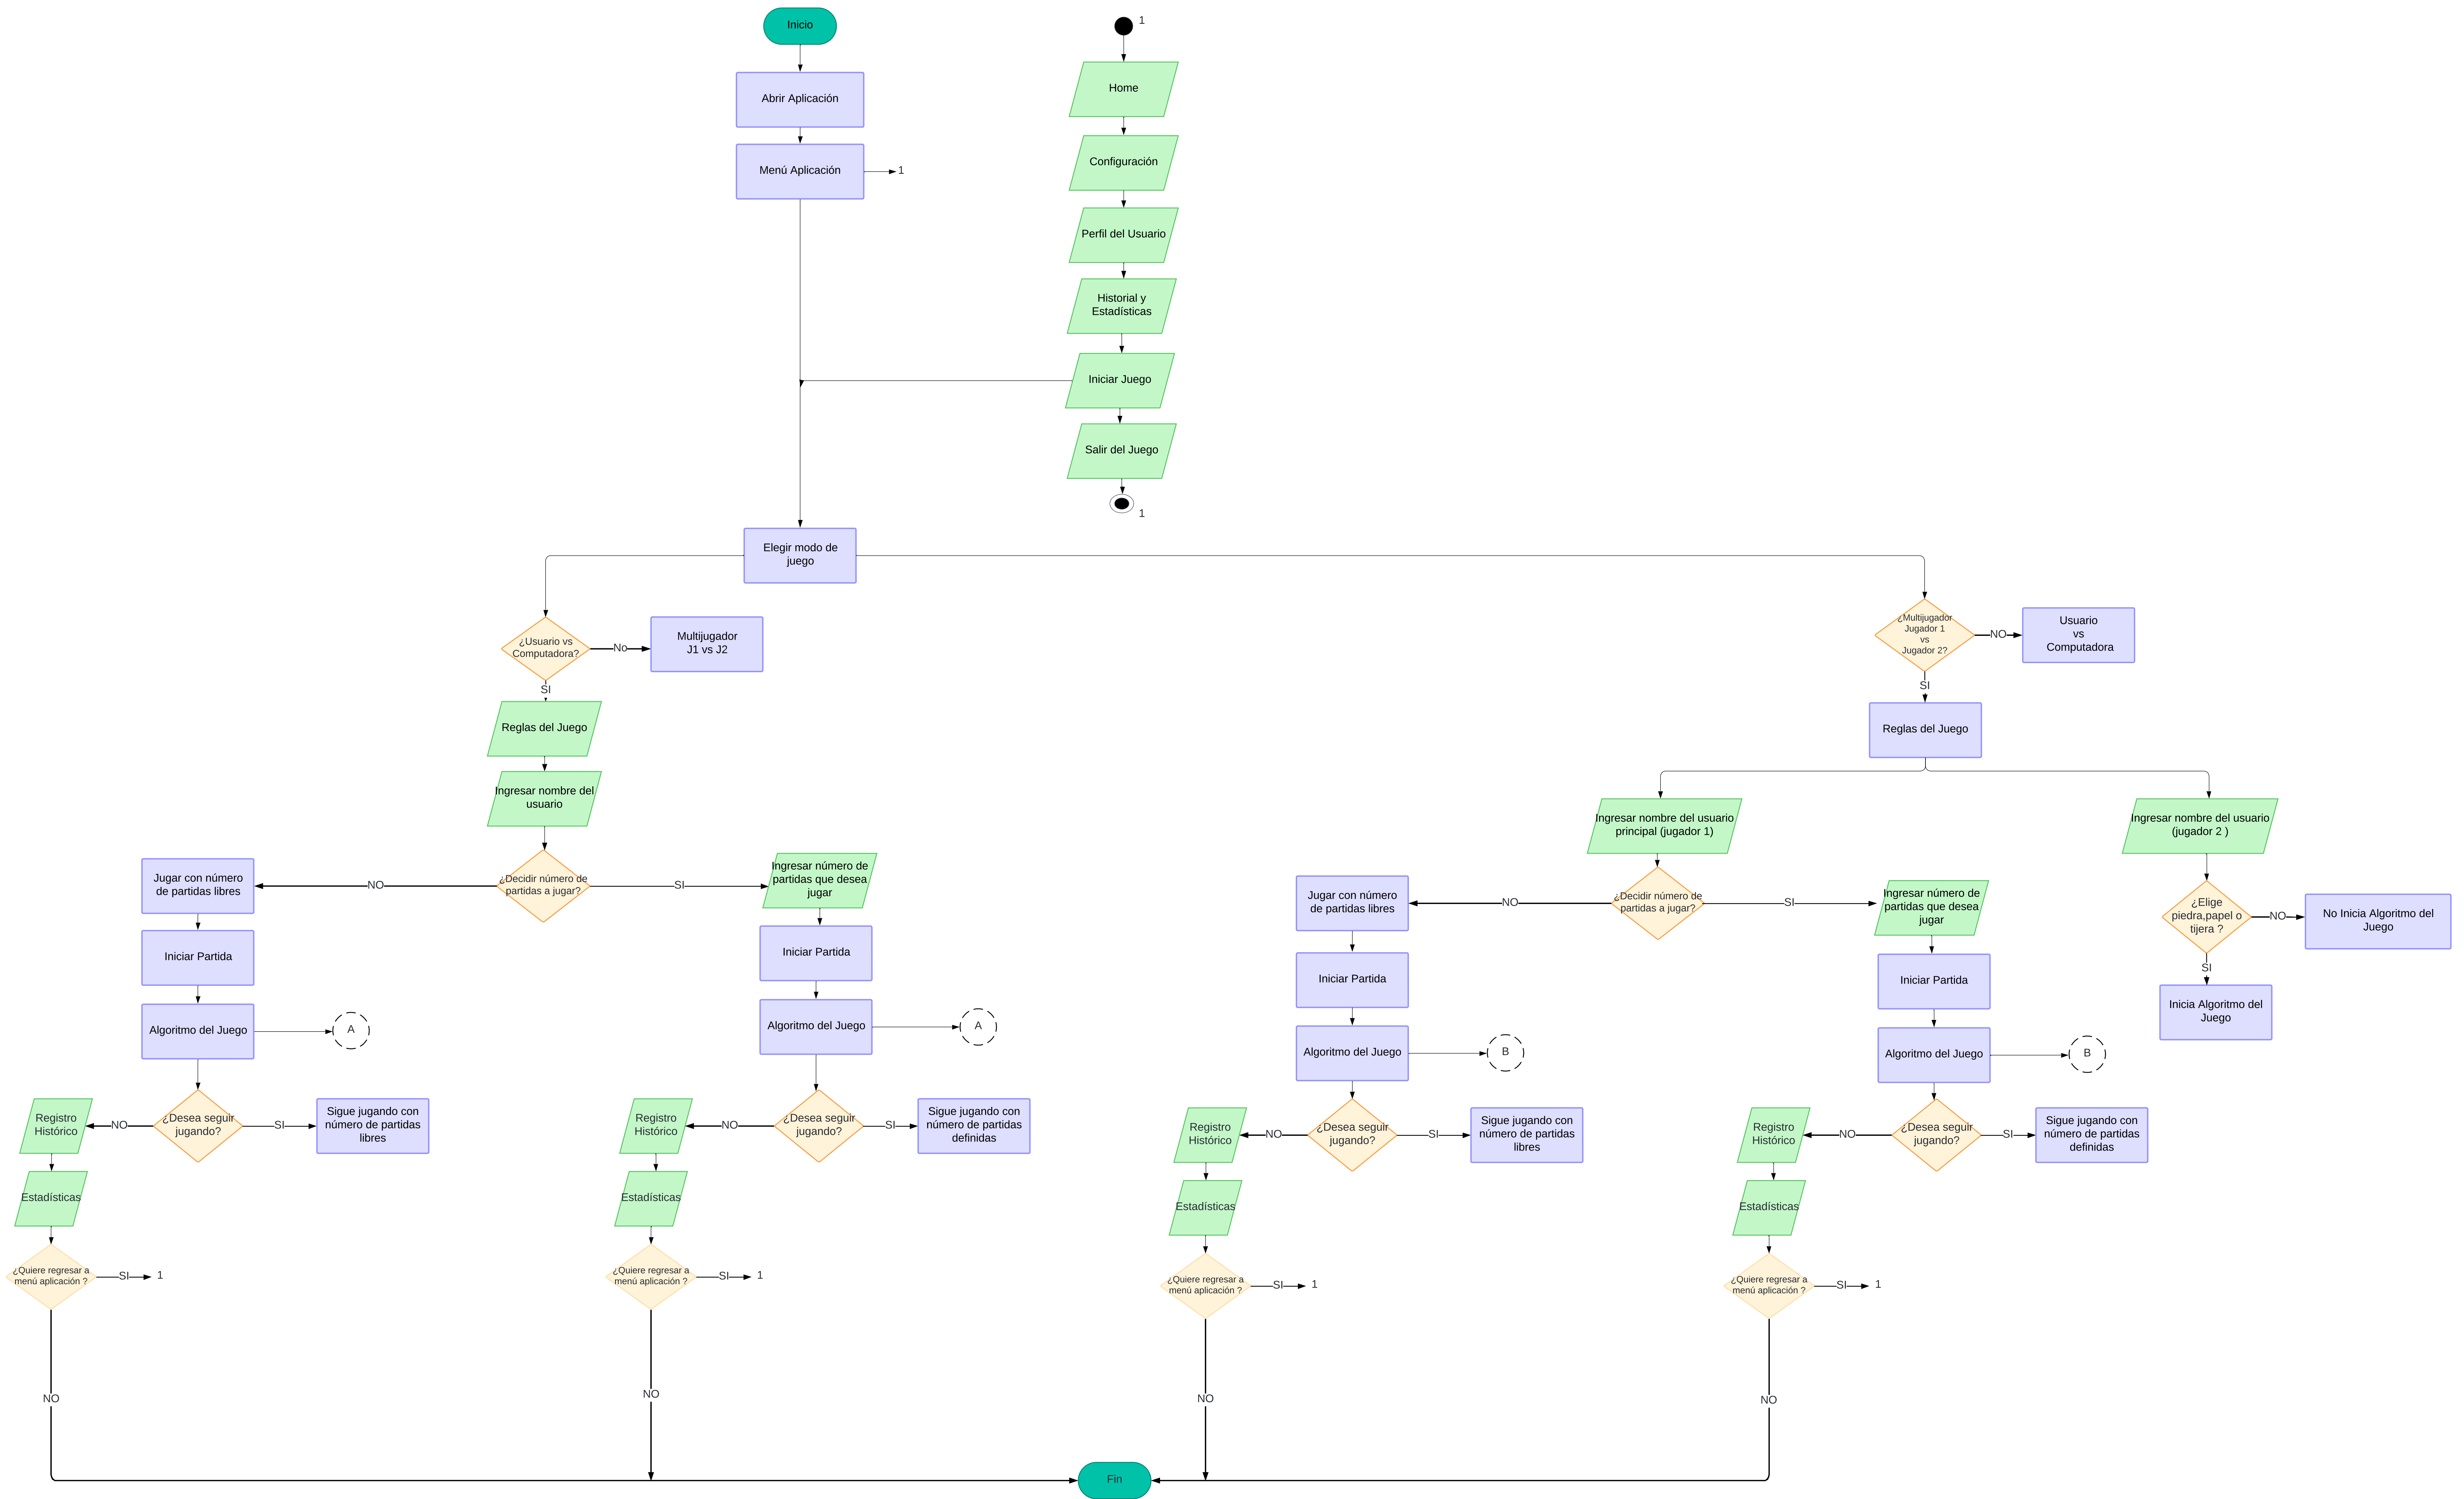 Inicio
1
Abrir Aplicación
Home
Menú Aplicación
1
Configuración
Perfil del Usuario
Historial y
Estadísticas
Iniciar Juego
Salir del Juego
1
Elegir modo de
juego
¿Usuario vs
Computadora?
No
Multijugador
J1 vs J2
SI
Reglas del Juego
Ingresar nombre del
usuario
¿Decidir número de
partidas a jugar?
NO
SI
Jugar con número
de partidas libres
Iniciar Partida
Algoritmo del Juego
A
¿Desea seguir
jugando?
NO
SI
Sigue jugando con
número de partidas
libres
Registro
Histórico
Estadísticas
¿Quiere regresar a
menú aplicación ?
SI
1
NO
Ingresar número de
partidas que desea
jugar
Iniciar Partida
Algoritmo del Juego
A
¿Desea seguir
jugando?
NO
SI
Sigue jugando con
número de partidas
definidas
Registro
Histórico
Estadísticas
¿Quiere regresar a
menú aplicación ?
SI
1
NO
¿Multijugador
Jugador 1
vs
Jugador 2?
NO
Usuario
vs
Computadora
SI
Reglas del Juego
Ingresar nombre del usuario
principal (jugador 1)
¿Decidir número de
partidas a jugar?
NO
SI
Jugar con número
de partidas libres
Iniciar Partida
Algoritmo del Juego
B
¿Desea seguir
jugando?
NO
SI
Sigue jugando con
número de partidas
libres
Registro
Histórico
Estadísticas
¿Quiere regresar a
menú aplicación ?
SI
1
NO
Ingresar número de
partidas que desea
jugar
Iniciar Partida
Algoritmo del Juego
B
¿Desea seguir
jugando?
NO
SI
Sigue jugando con
número de partidas
definidas
Registro
Histórico
Estadísticas
¿Quiere regresar a
menú aplicación ?
SI
1
NO
Ingresar nombre del usuario
(jugador 2 )
¿Elige
piedra,papel o
tijera ?
NO
No Inicia Algoritmo del
Juego
SI
Inicia Algoritmo del
Juego
Fin